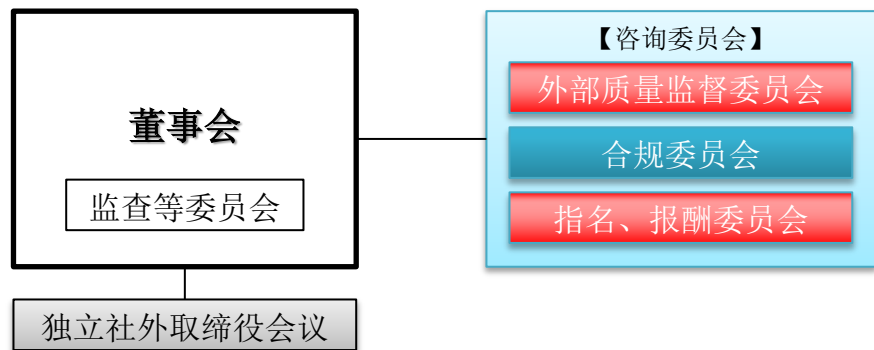 董事会
监查等委员会
独立社外取缔役会议
【咨询委员会】
外部质量监督委员会
合规委员会
指名、报酬委员会